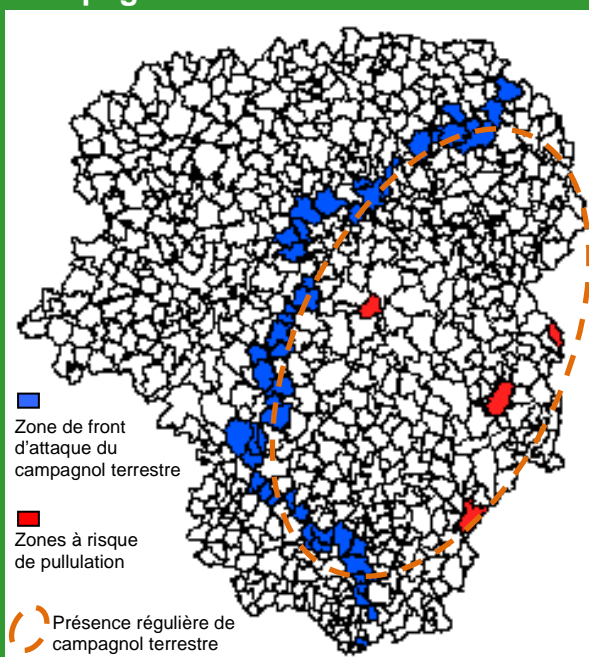 Zone de front
d'attaque du
campagnol terrestre
Zones à risque
de pullulation
Présence régulière de
campagnol terrestre